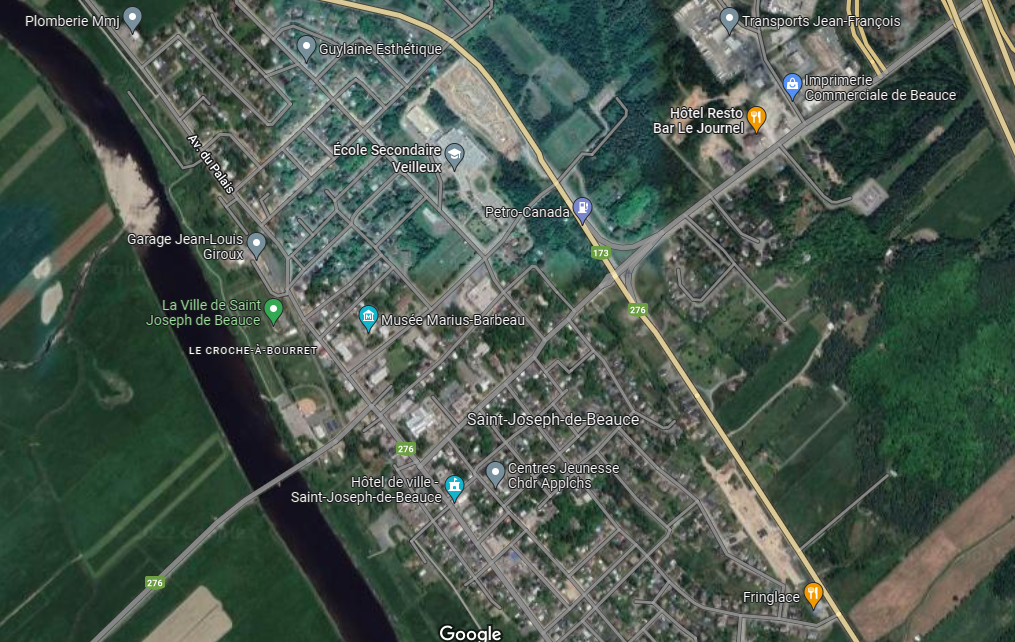 Plomberie Mmj
Transports Jean-François
Guylaine Esthétique
Imprimerie
Commerciale de Beauce
Hôtel Resto
Bar Le Journel
École Secondaire
Veilleux
Av. du Palais
Petro-Canada
Garage Jean-Louis
Giroux
173
276
La Ville de Saint
Joseph de Beauce
Musée Marius-Barbeau
LE CROCHE-À-BOURRET
Saint-Joseph-de-Beauce
276
Centres Jeunesse
Chdr Applchs
Hôtel de ville -
Saint-Joseph-de-Beauce
276
Fringlace
Google